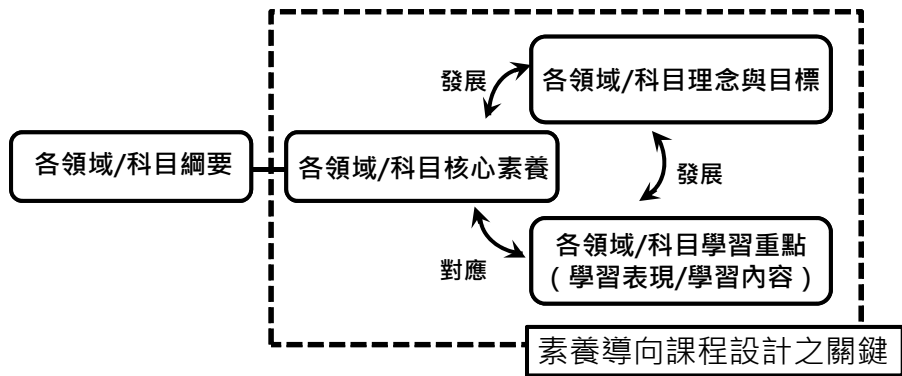 發展
各領域/科目理念與目標
各領域/科目綱要
各領域/科目核心素養
發展
對應
各領域/科目學習重點
(學習表現/學習內容)
素養導向課程設計之關鍵